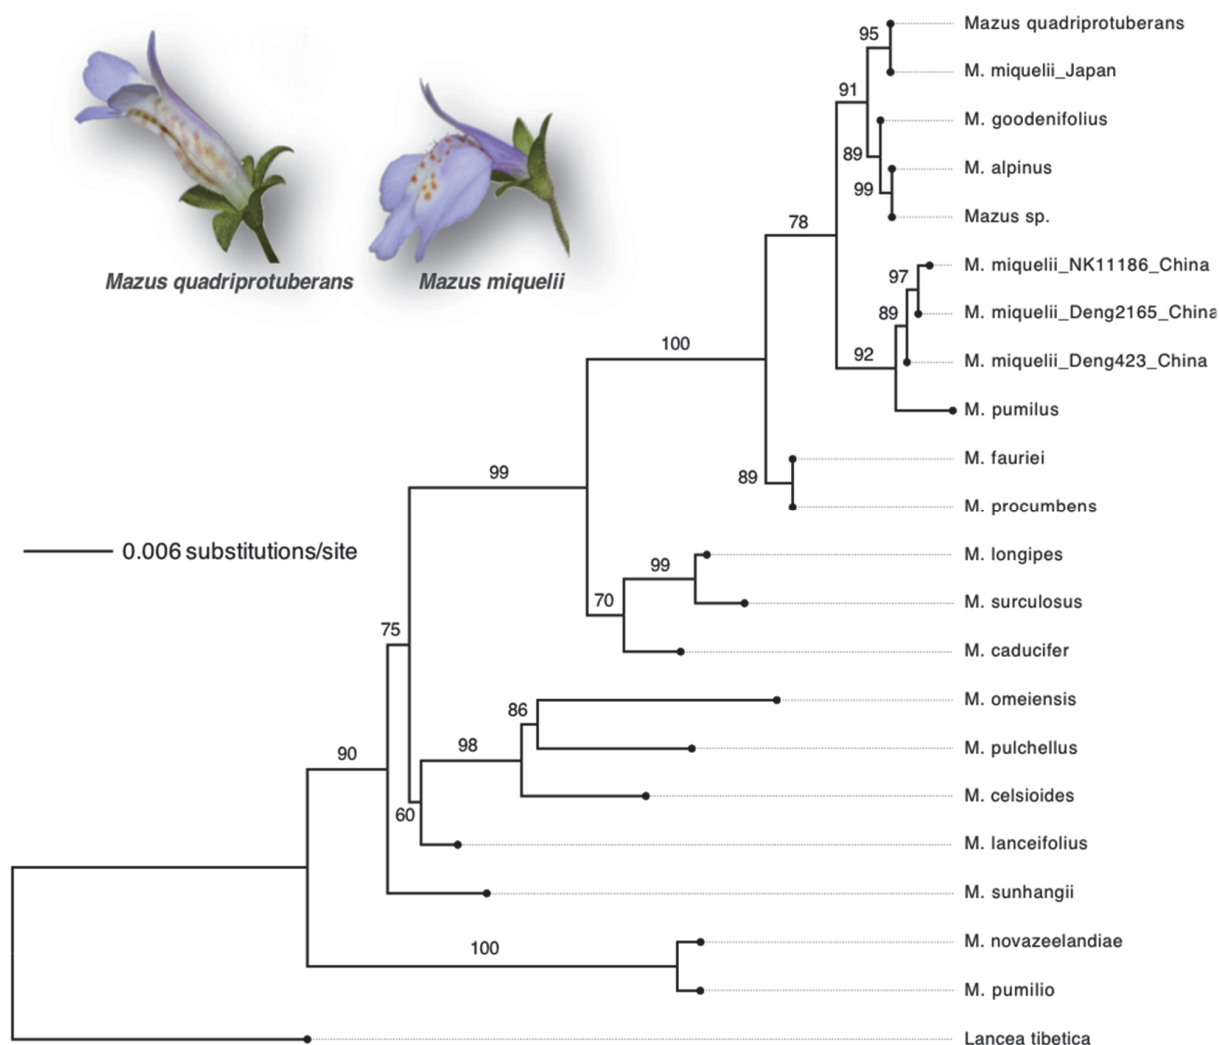 95
Mazus quadriprotuberans
M. miquelii_Japan
91
M. goodenifolius
89
M. alpinus
99
Mazus sp.
78
M. miquelii_NK11186_China
97
Mazus quadriprotuberans
Mazus miquelii
M. miquelii_Deng2165_China
89
100
92
M. miquelii_Deng423_China
M. pumilus
M. fauriei
99
89
M. procumbens
0.006 substitutions/site
M. longipes
99
70
M. surculosus
75
M. caducifer
M. omeiensis
86
98
M. pulchellus
90
M. celsioides
60
M. lanceifolius
M. sunhangii
100
M. novazeelandiae
M. pumilio
Lancea tibetica